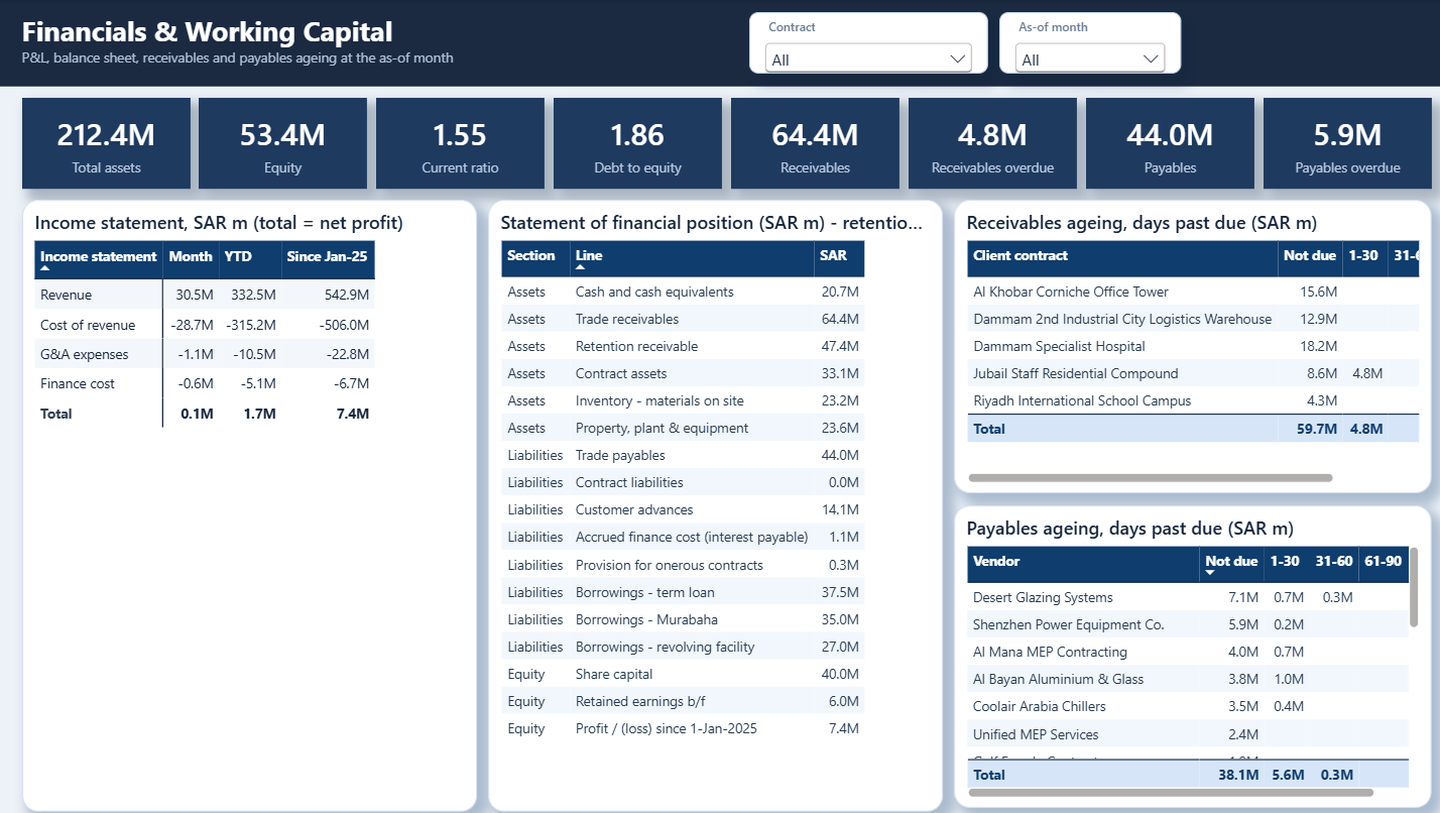 Financials & Working Capital
P&L, balance sheet, receivables and payables ageing at the as-of month
Contract
All
As-of month
All
212.4M
Total assets
53.4M
Equity
1.55
Current ratio
1.86
Debt to equity
64.4M
Receivables
4.8M
Receivables overdue
44.0M
Payables
5.9M
Payables overdue
Income statement, SAR m (total = net profit)
Income statement Month YTD Since Jan-25
Revenue 30.5M 332.5M 542.9M
Cost of revenue -28.7M -315.2M -506.0M
G&A expenses -1.1M -10.5M -22.8M
Finance cost -0.6M -5.1M -6.7M
Total 0.1M 1.7M 7.4M
Statement of financial position (SAR m) - retentio...
Section Line SAR
Assets Cash and cash equivalents 20.7M
Assets Trade receivables 64.4M
Assets Retention receivable 47.4M
Assets Contract assets 33.1M
Assets Inventory - materials on site 23.2M
Assets Property, plant & equipment 23.6M
Liabilities Trade payables 44.0M
Liabilities Contract liabilities 0.0M
Liabilities Customer advances 14.1M
Liabilities Accrued finance cost (interest payable) 1.1M
Liabilities Provision for onerous contracts 0.3M
Liabilities Borrowings - term loan 37.5M
Liabilities Borrowings - Murabaha 35.0M
Liabilities Borrowings - revolving facility 27.0M
Equity Share capital 40.0M
Equity Retained earnings b/f 6.0M
Equity Profit / (loss) since 1-Jan-2025 7.4M
Receivables ageing, days past due (SAR m)
Client contract Not due 1-30
Al Khobar Corniche Office Tower 15.6M
Dammam 2nd Industrial City Logistics Warehouse 12.9M
Dammam Specialist Hospital 18.2M
Jubail Staff Residential Compound 8.6M 4.8M
Riyadh International School Campus 4.3M
Total 59.7M 4.8M
Payables ageing, days past due (SAR m)
Vendor Not due 1-30 31-60 61-90
Desert Glazing Systems 7.1M 0.7M 0.3M
Shenzhen Power Equipment Co. 5.9M 0.2M
Al Mana MEP Contracting 4.0M 0.7M
Al Bayan Aluminium & Glass 3.8M 1.0M
Coolair Arabia Chillers 3.5M 0.4M
Unified MEP Services 2.4M
Total 38.1M 5.6M 0.3M